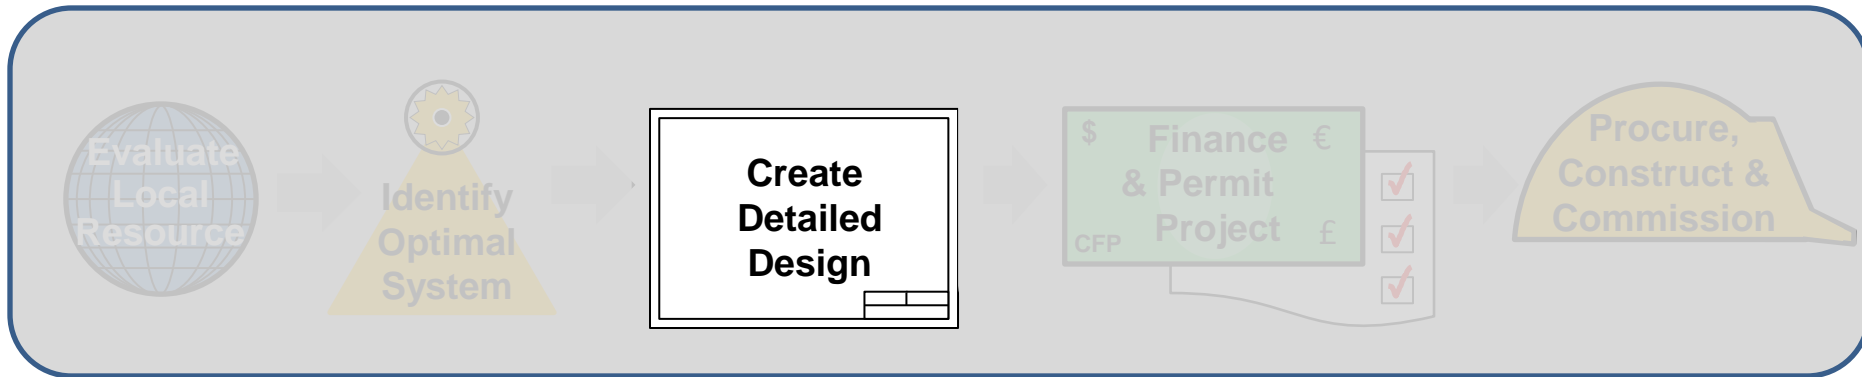 Evaluate
Local
Resource
Identify
Optimal
System
Create
Detailed
Design
$ Finance €
& Permit
CFP Project £
Procure,
Construct &
Commission